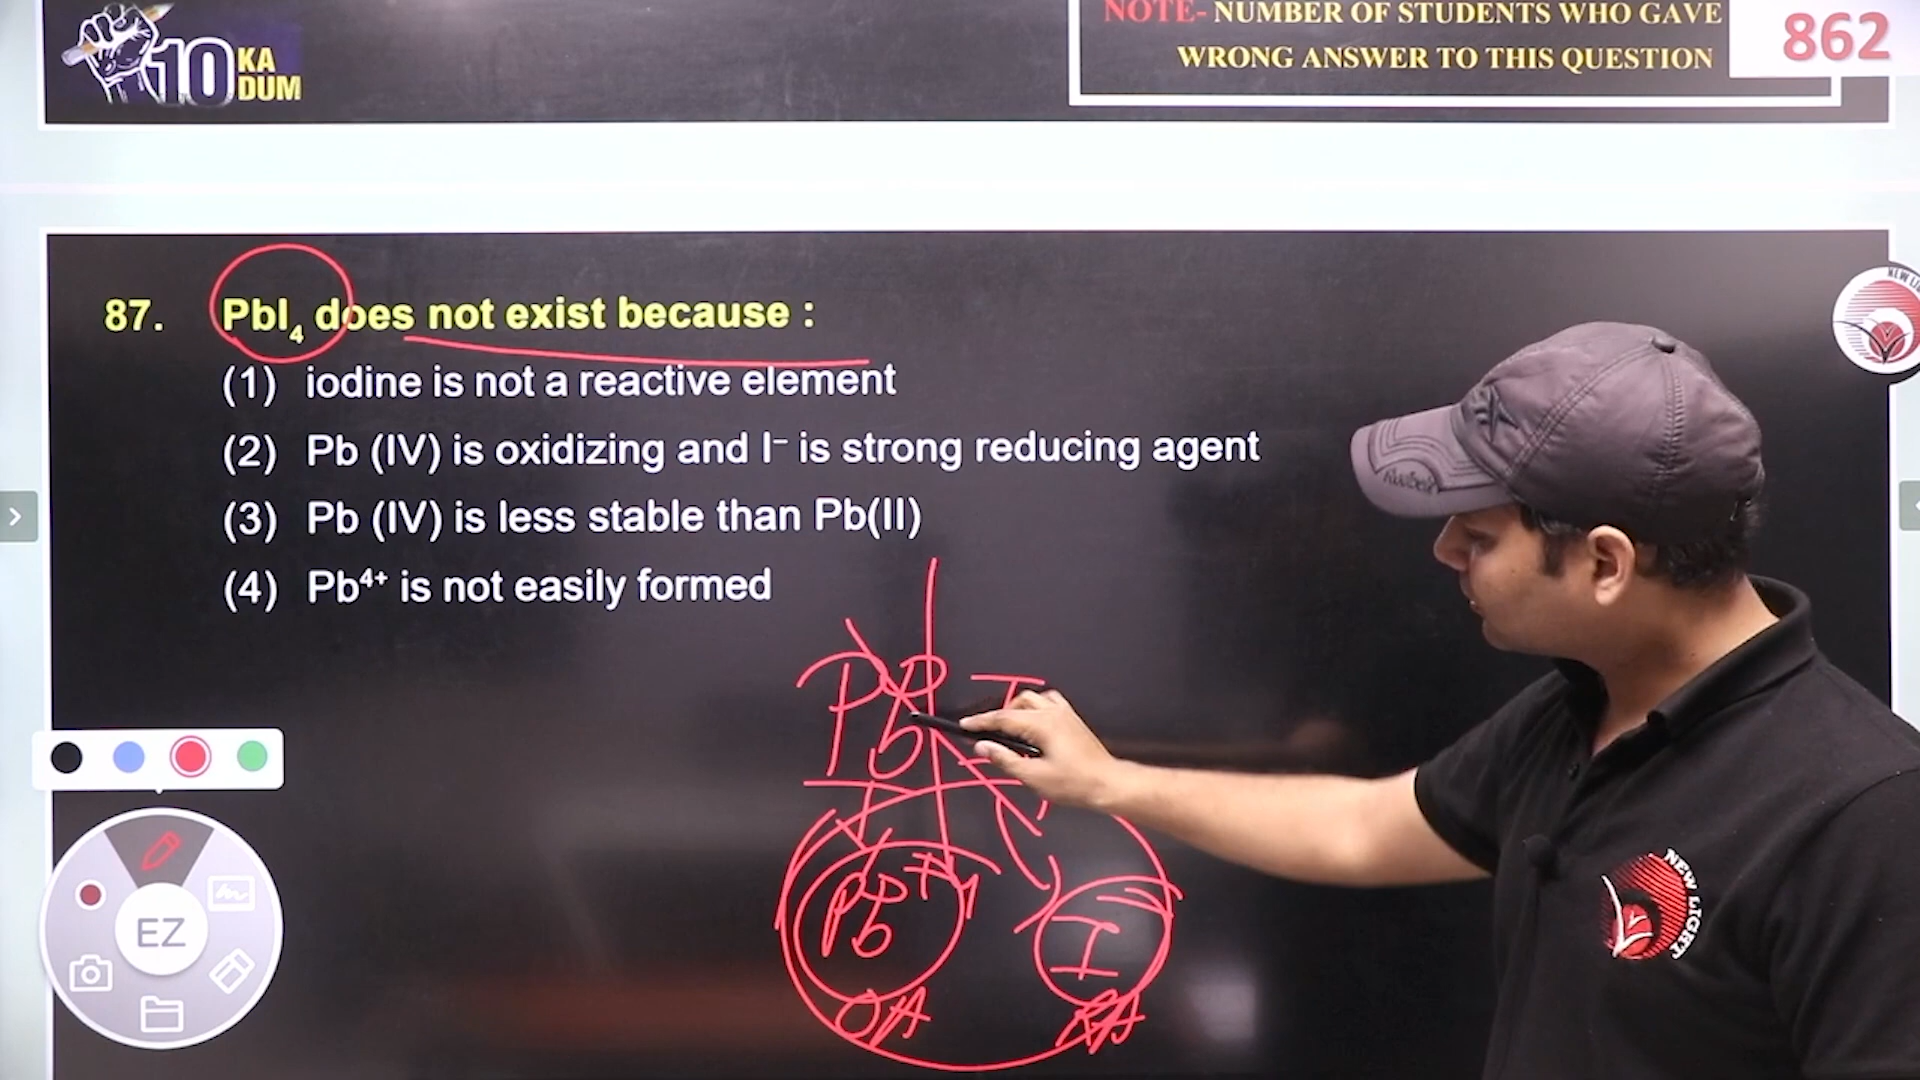 10 KA DUM
NOTE- NUMBER OF STUDENTS WHO GAVE
WRONG ANSWER TO THIS QUESTION
862
87. PbI₄ does not exist because :
(1) iodine is not a reactive element
(2) Pb (IV) is oxidizing and I⁻ is strong reducing agent
(3) Pb (IV) is less stable than Pb(II)
(4) Pb⁴⁺ is not easily formed
Pb I
Pb⁺⁴ I
OA RA
EZ
NEW LIGHT